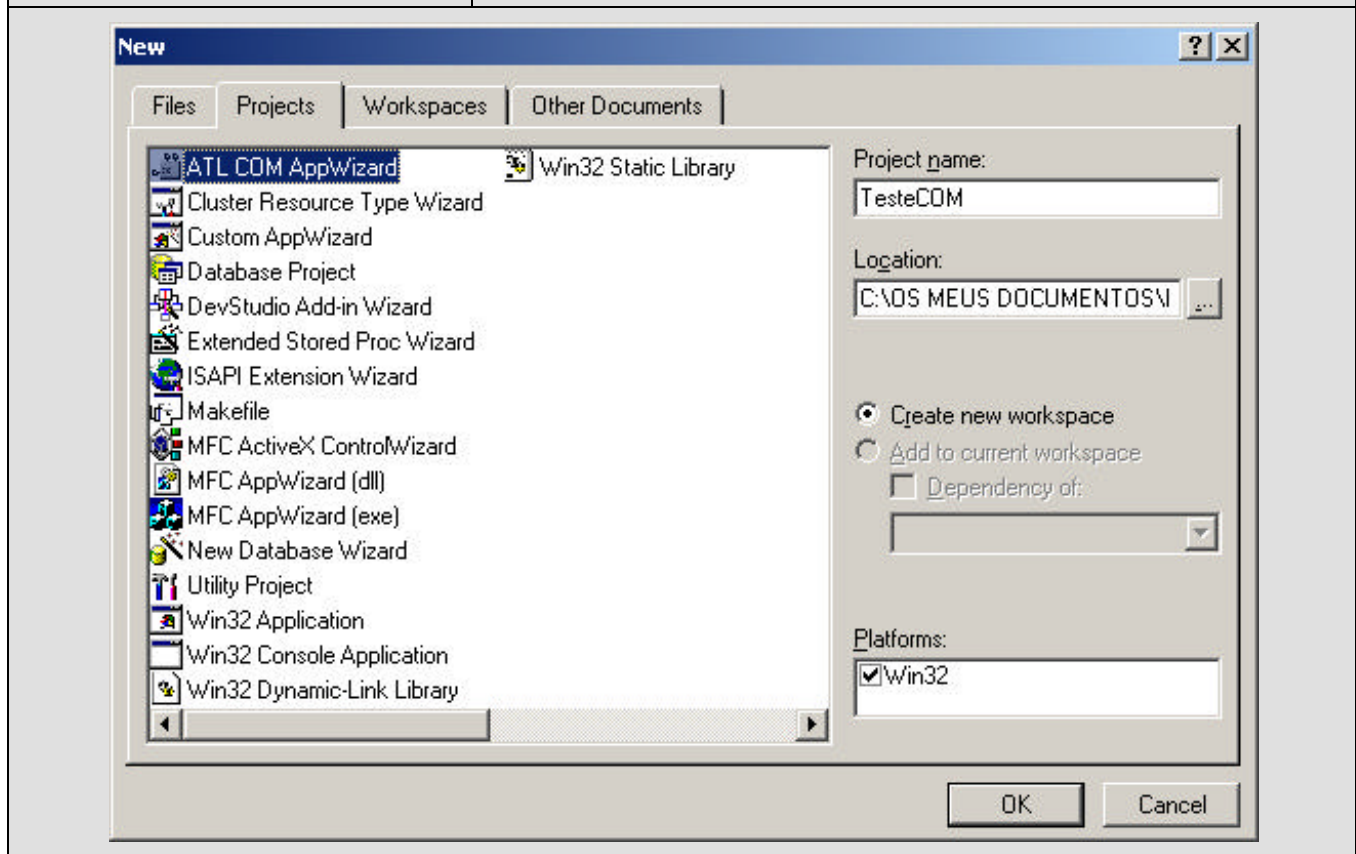 New
Files Projects Workspaces Other Documents
ATL COM AppWizard
Cluster Resource Type Wizard
Custom AppWizard
Database Project
DevStudio Add-in Wizard
Extended Stored Proc Wizard
ISAPI Extension Wizard
Makefile
MFC ActiveX ControlWizard
MFC AppWizard (dll)
MFC AppWizard (exe)
New Database Wizard
Utility Project
Win32 Application
Win32 Console Application
Win32 Dynamic-Link Library
Win32 Static Library
Project name:
TesteCOM
Location:
C:\OS MEUS DOCUMENTOS\I
...
Create new workspace
Add to current workspace
Dependency of:
Platforms:
Win32
OK Cancel